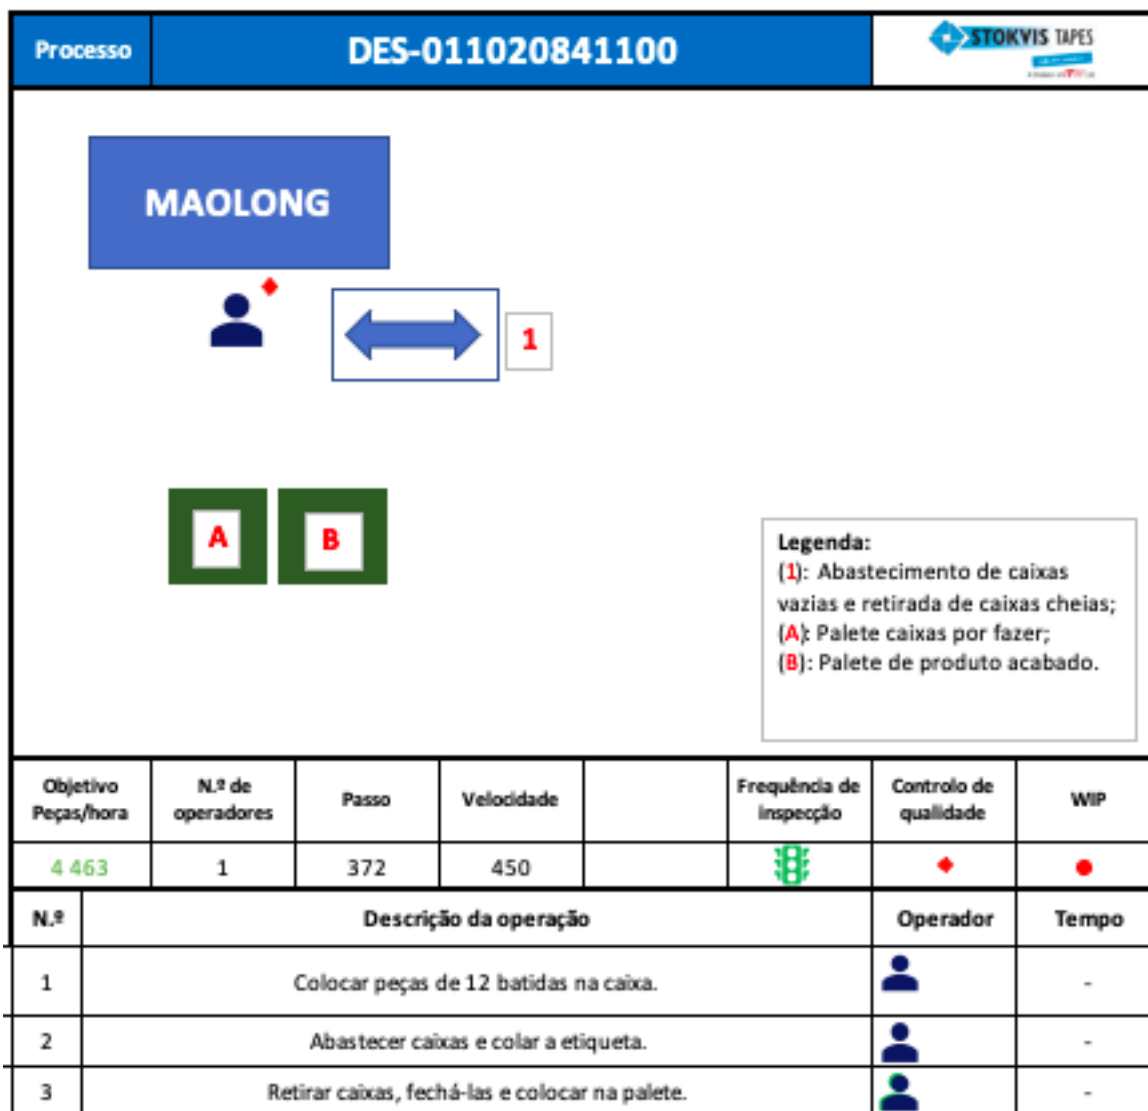 Processo
DES-011020841100
STOKVIS TAPES
MAOLONG
1
A
B
Legenda:
(1): Abastecimento de caixas
vazias e retirada de caixas cheias;
(A): Palete caixas por fazer;
(B): Palete de produto acabado.
Objetivo
Peças/hora
N.º de
operadores
Passo
Velocidade
Frequência de
inspecção
Controlo de
qualidade
WIP
4 463
1
372
450
N.º
Descrição da operação
Operador
Tempo
1
Colocar peças de 12 batidas na caixa.
-
2
Abastecer caixas e colar a etiqueta.
-
3
Retirar caixas, fechá-las e colocar na palete.
-